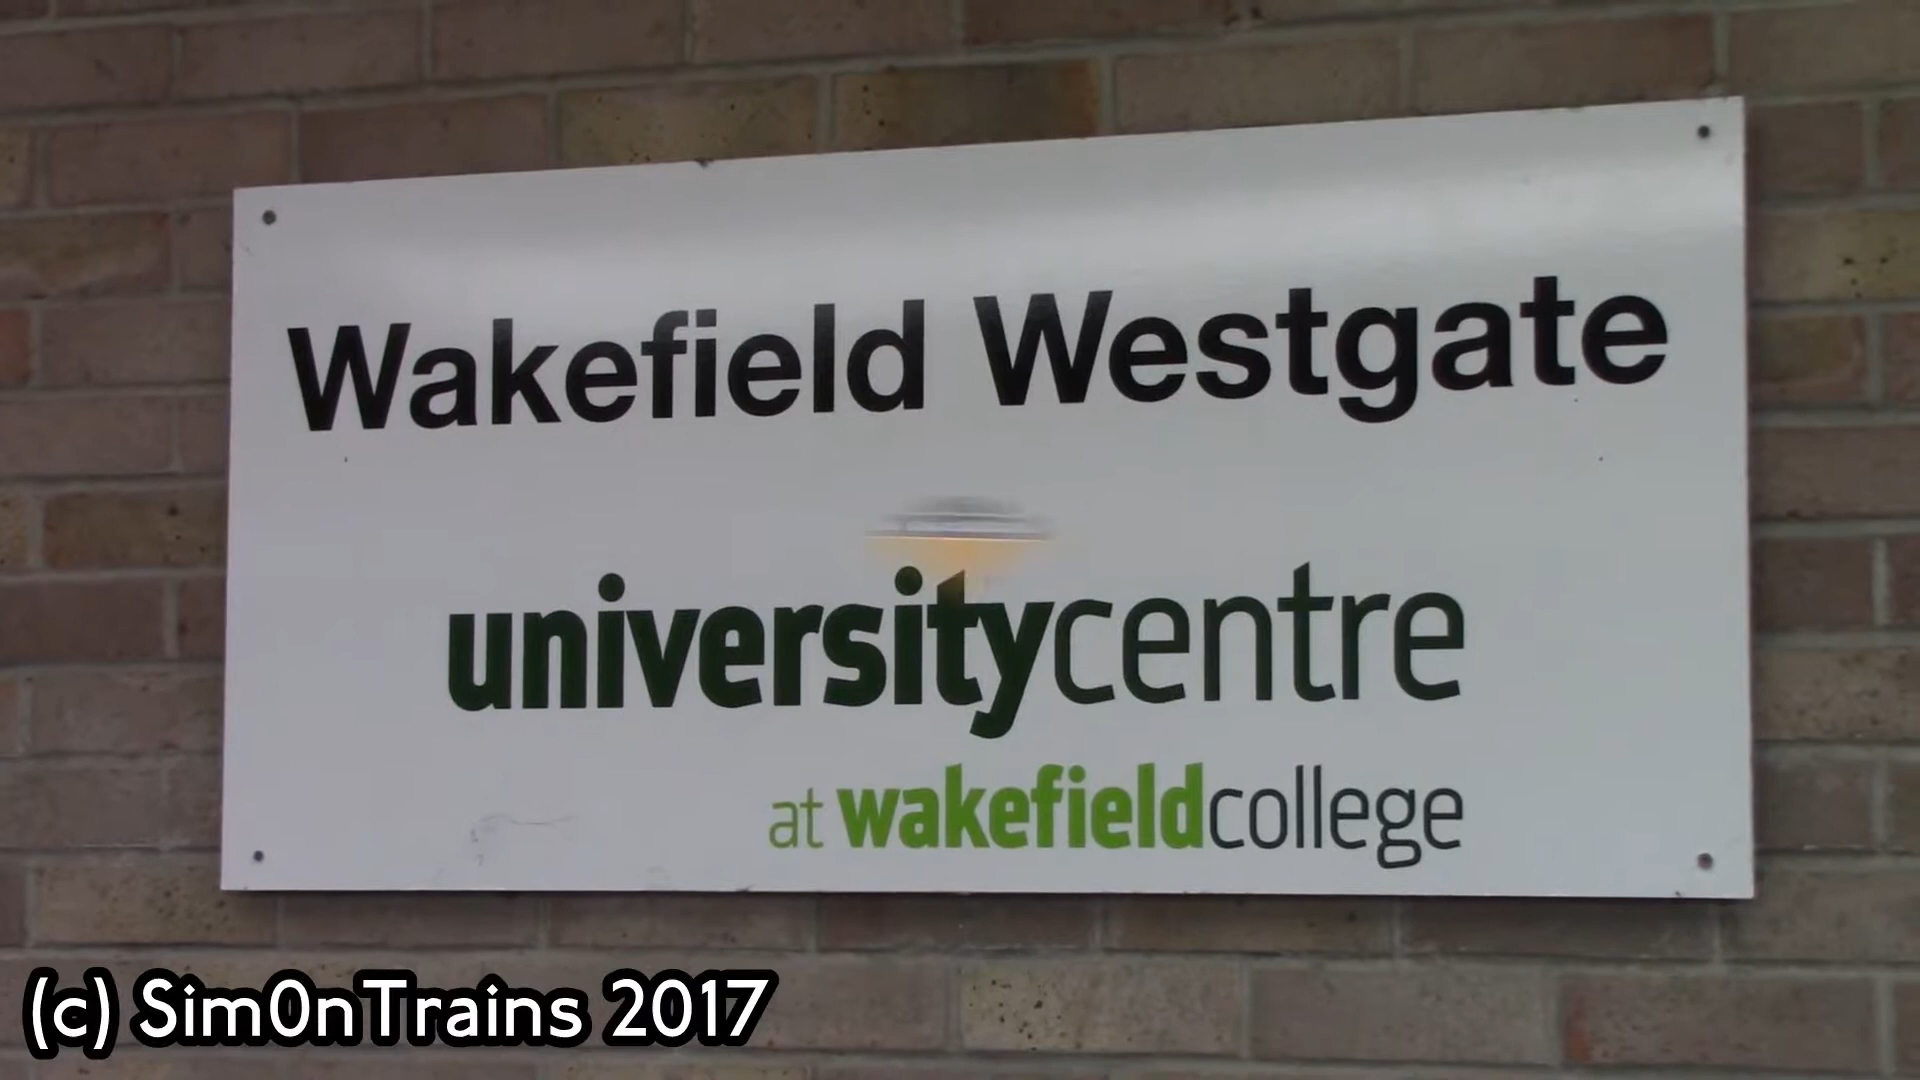 Wakefield Westgate
universitycentre
at wakefieldcollege
(c) Sim0nTrains 2017